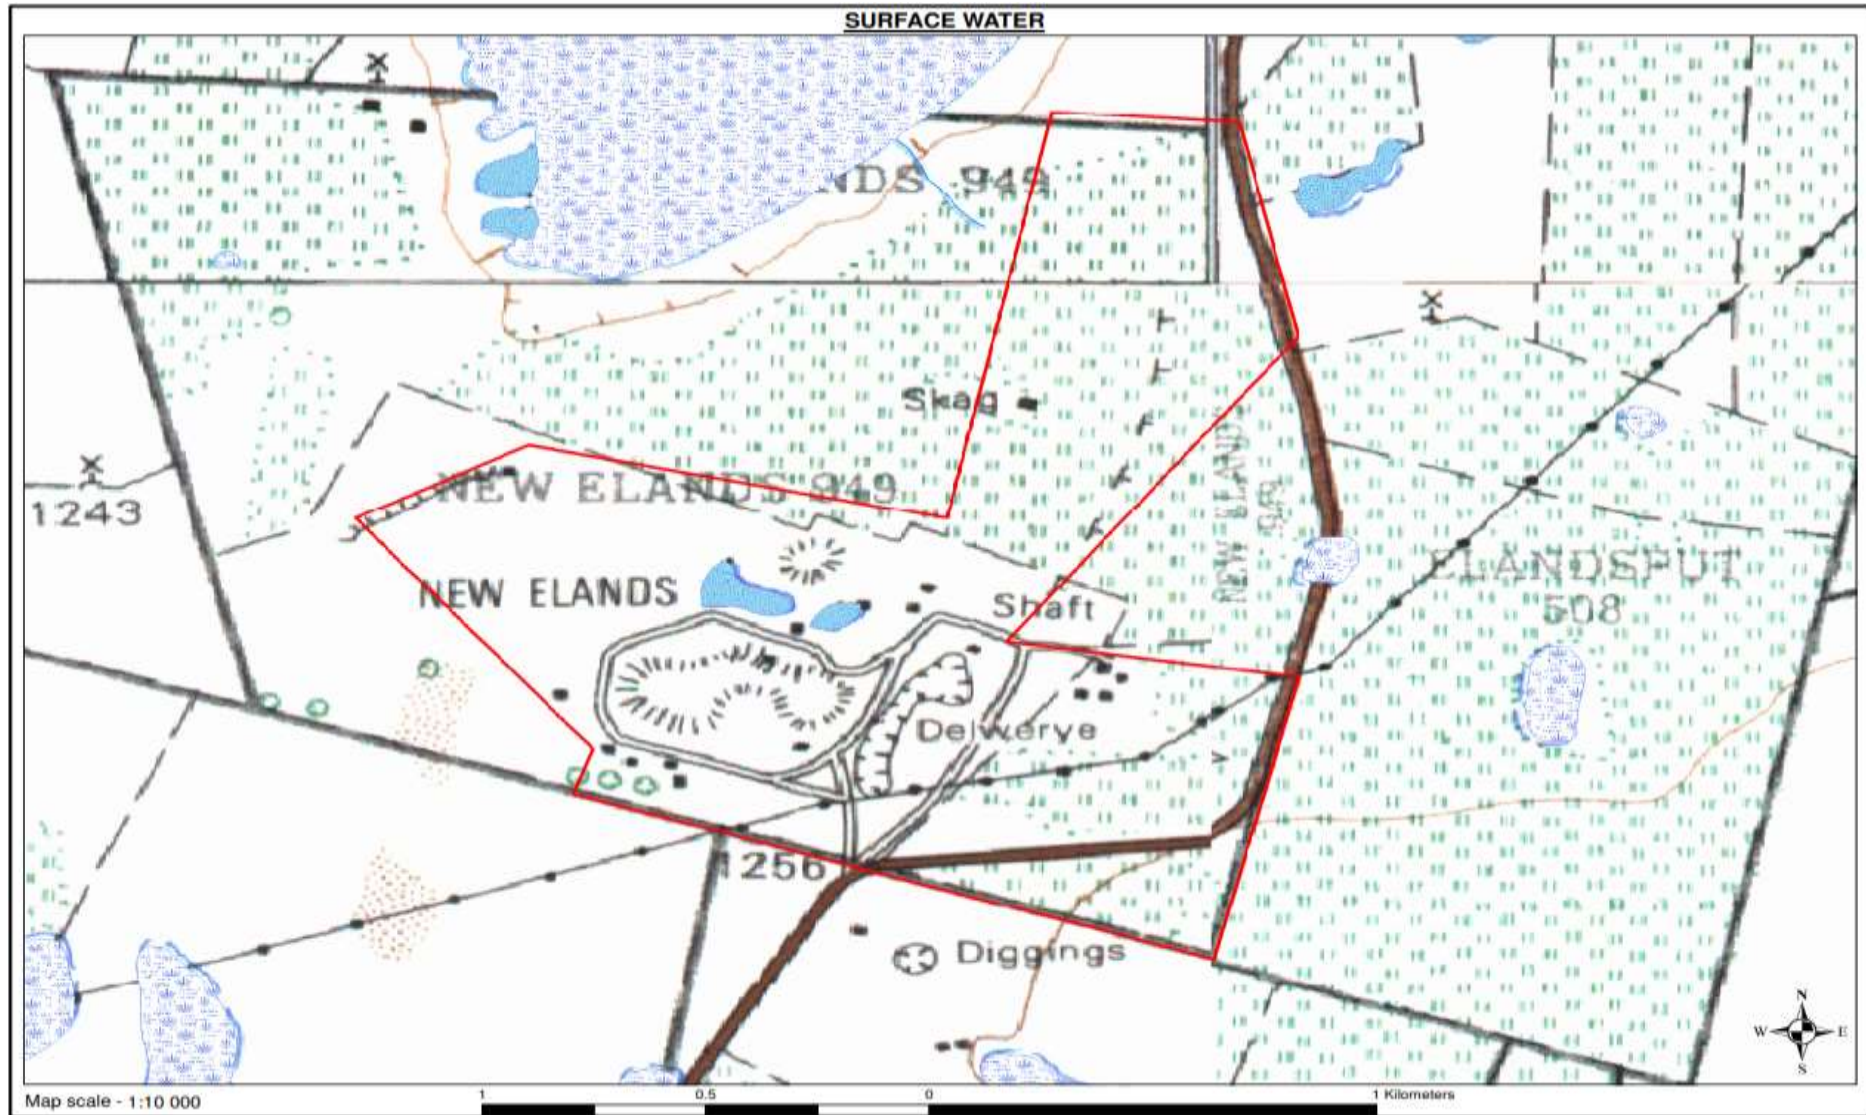 SURFACE WATER
NDS 949
Skag
NEW ELANDS 949
1243
NEW ELANDS
949
NEW ELANDS
Shaft
ELANDSPUT
508
Delwerye
1256
Diggings
N
W E
S
Map scale - 1:10 000
1 0.5 0 1 Kilometers